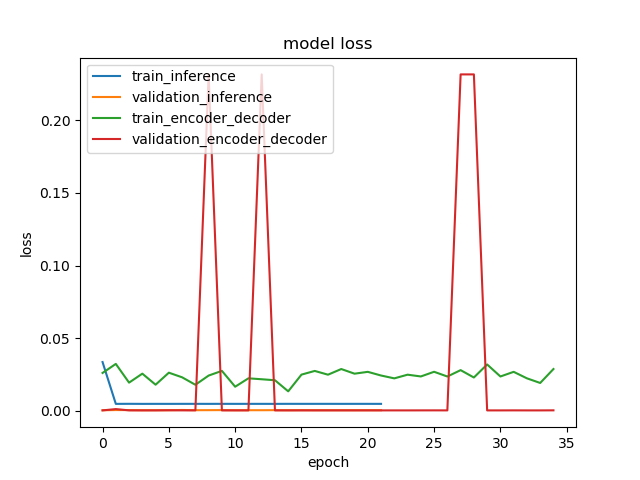 model loss
train_inference
validation_inference
train_encoder_decoder
validation_encoder_decoder
loss
0.20
0.15
0.10
0.05
0.00
0 5 10 15 20 25 30 35
epoch